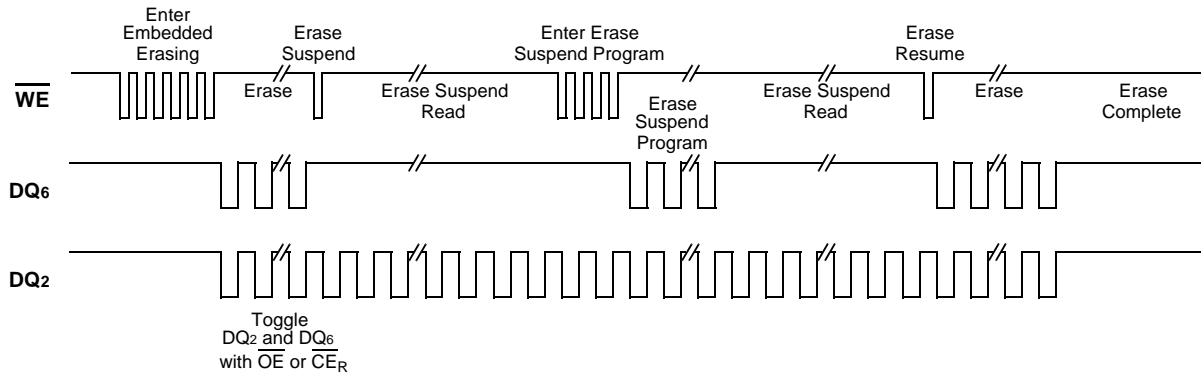 Enter
Embedded
Erasing
Erase
Suspend
Enter Erase
Suspend Program
Erase
Resume
WE
Erase
Erase Suspend
Read
Erase
Suspend
Program
Erase Suspend
Read
Erase
Erase
Complete
DQ6
DQ2
Toggle
DQ2 and DQ6
with OE or CER